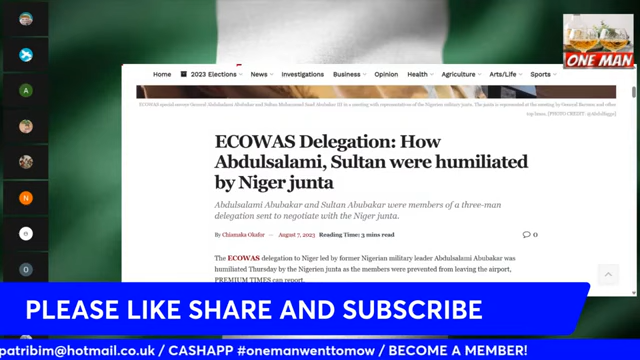 ONE MAN
Home 2023 Elections News Investigations Business Opinion Health Agriculture Arts/Life Sports
ECOWAS Delegation: How
Abdulsalami, Sultan were humiliated
by Niger junta
Abdulsalami Abubakar and Sultan Abubakar were members of a three-man
delegation sent to negotiate with the Niger junta.
By Chiamaka Okafor — August 7, 2023 Reading Time: 3 mins read 0
The ECOWAS delegation to Niger led by former Nigerian military leader Abdulsalami Abubakar was
humiliated Thursday by the Nigerien junta as the members were prevented from leaving the airport,
PREMIUM TIMES can report.
A
N
e
PLEASE LIKE SHARE AND SUBSCRIBE
patribim@hotmail.co.uk / CASHAPP #onemanwenttomow / BECOME A MEMBER!